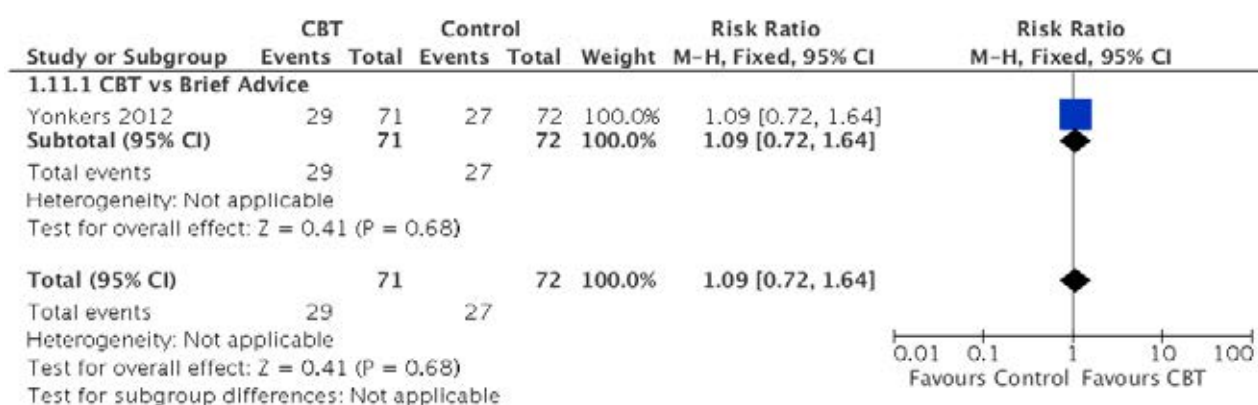 CBT Control Risk Ratio Risk Ratio
Study or Subgroup Events Total Events Total Weight M-H, Fixed, 95% CI M-H, Fixed, 95% CI
1.11.1 CBT vs Brief Advice
Yonkers 2012 29 71 27 72 100.0% 1.09 [0.72, 1.64]
Subtotal (95% CI) 71 72 100.0% 1.09 [0.72, 1.64]
Total events 29 27
Heterogeneity: Not applicable
Test for overall effect: Z = 0.41 (P = 0.68)
Total (95% CI) 71 72 100.0% 1.09 [0.72, 1.64]
Total events 29 27
Heterogeneity: Not applicable
Test for overall effect: Z = 0.41 (P = 0.68)
Test for subgroup differences: Not applicable
0.01 0.1 1 10 100
Favours Control Favours CBT